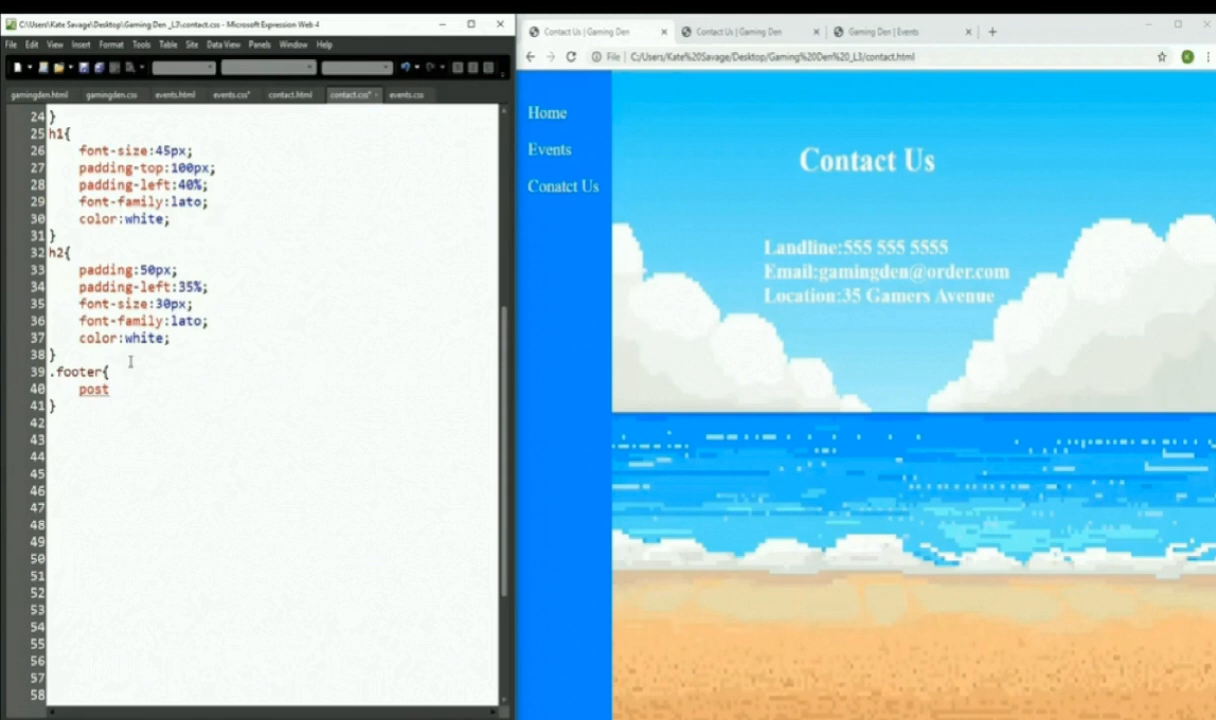 C:\Users\Kate Savage\Desktop\Gaming Den _L3\contact.css - Microsoft Expression Web 4
File Edit View Insert Format Tools Table Site Data View Panels Window Help
gamingden.html gamingden.css events.html events.css* contact.html contact.css* × events.css
24 }
25 h1{
26 font-size:45px;
27 padding-top:100px;
28 padding-left:40%;
29 font-family:lato;
30 color:white;
31 }
32 h2{
33 padding:50px;
34 padding-left:35%;
35 font-size:30px;
36 font-family:lato;
37 color:white;
38 }
39 .footer{
40 post
41 }
42
43
44
45
46
47
48
49
50
51
52
53
54
55
56
57
58
Contact Us | Gaming Den × Contact Us | Gaming Den × Gaming Den | Events × +
File | C:/Users/Kate%20Savage/Desktop/Gaming%20Den%20_L3/contact.html K
Home
Events
Conatct Us
Contact Us
Landline:555 555 5555
Email:gamingden@order.com
Location:35 Gamers Avenue